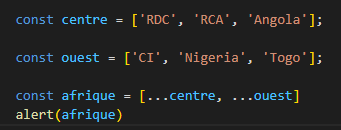 const centre = ['RDC', 'RCA', 'Angola'];
const ouest = ['CI', 'Nigeria', 'Togo'];
const afrique = [...centre, ...ouest]
alert(afrique)